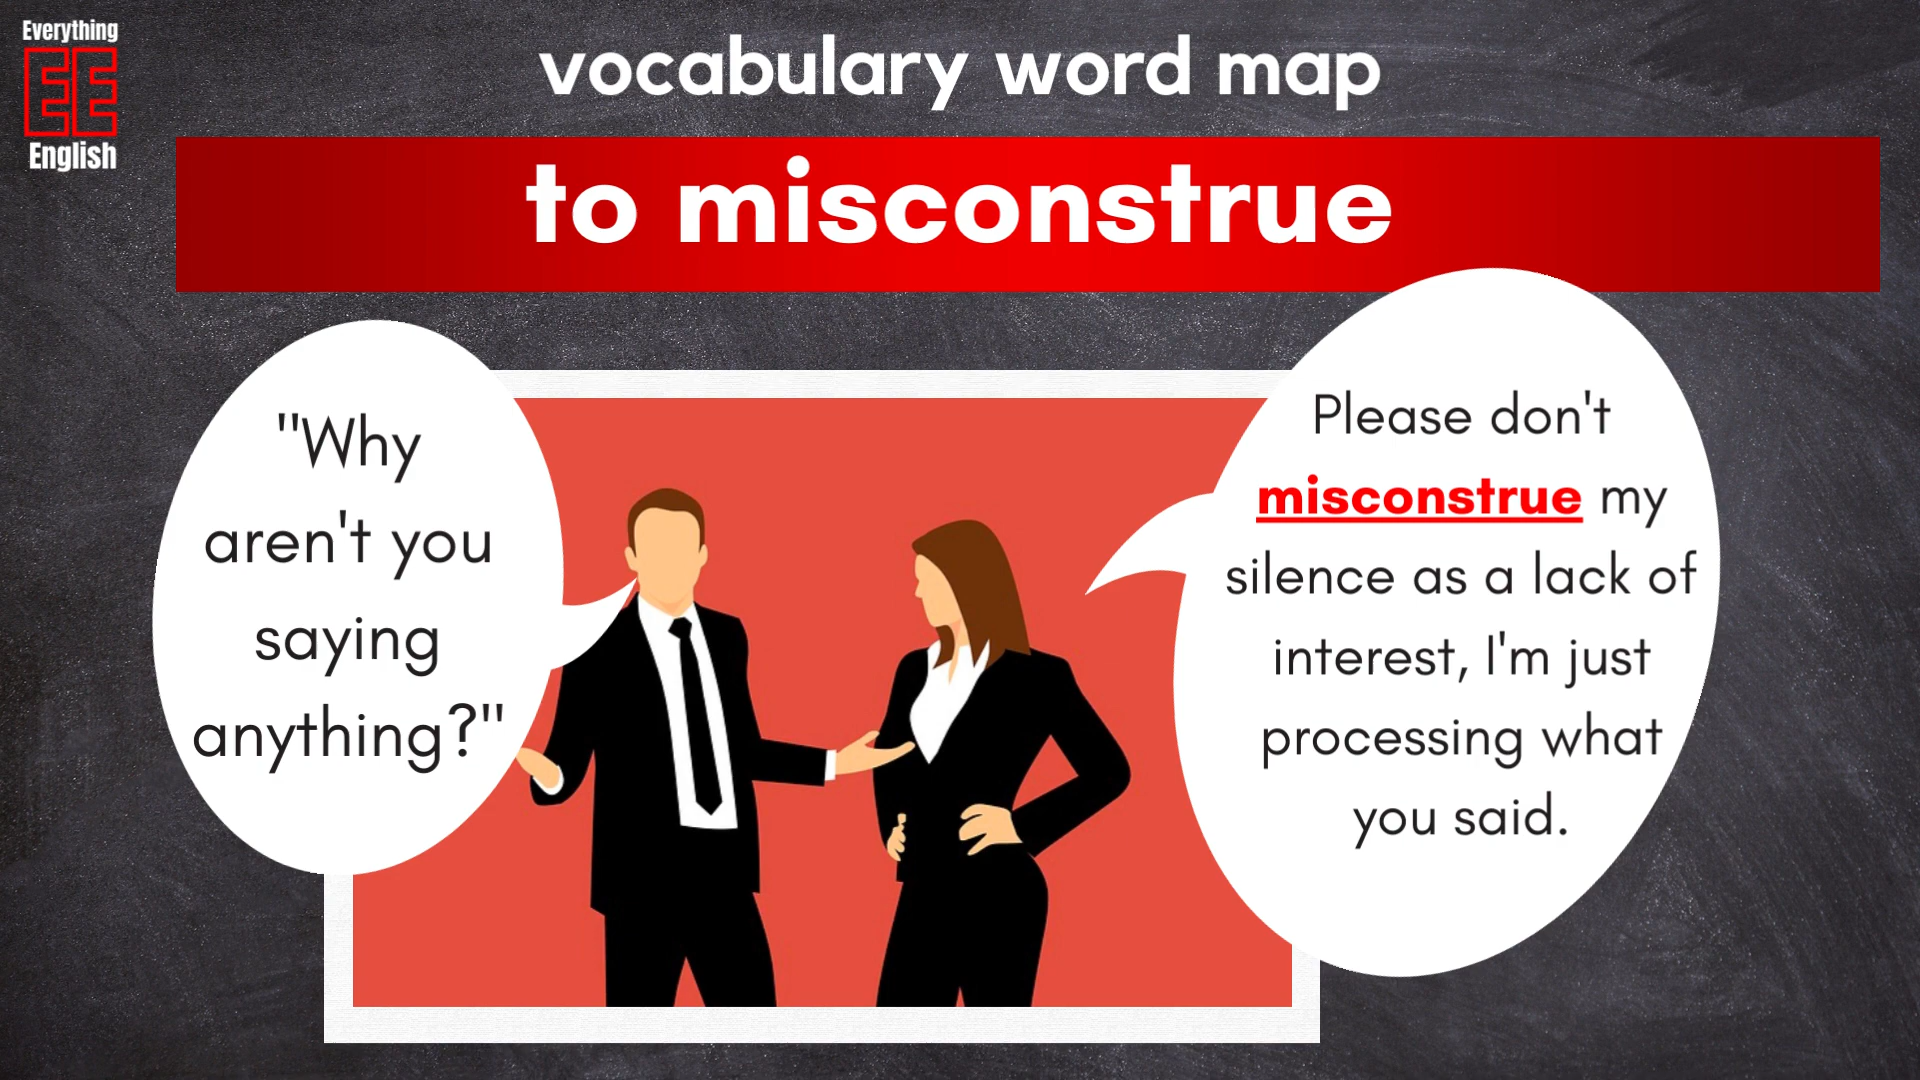 Everything
EE
English
vocabulary word map
to misconstrue
"Why
aren't you
saying
anything?"
Please don't
misconstrue my
silence as a lack of
interest, I'm just
processing what
you said.